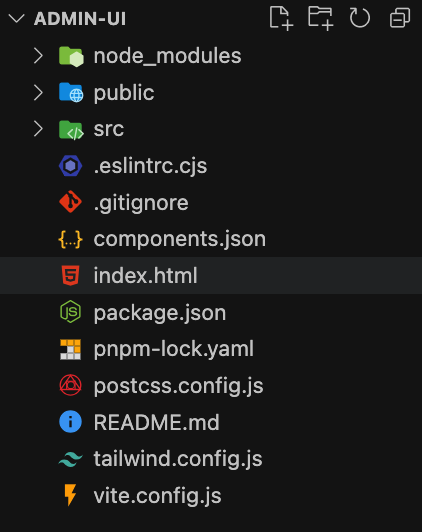 ADMIN-UI
node_modules
public
src
.eslintrc.cjs
.gitignore
components.json
index.html
package.json
pnpm-lock.yaml
postcss.config.js
README.md
tailwind.config.js
vite.config.js